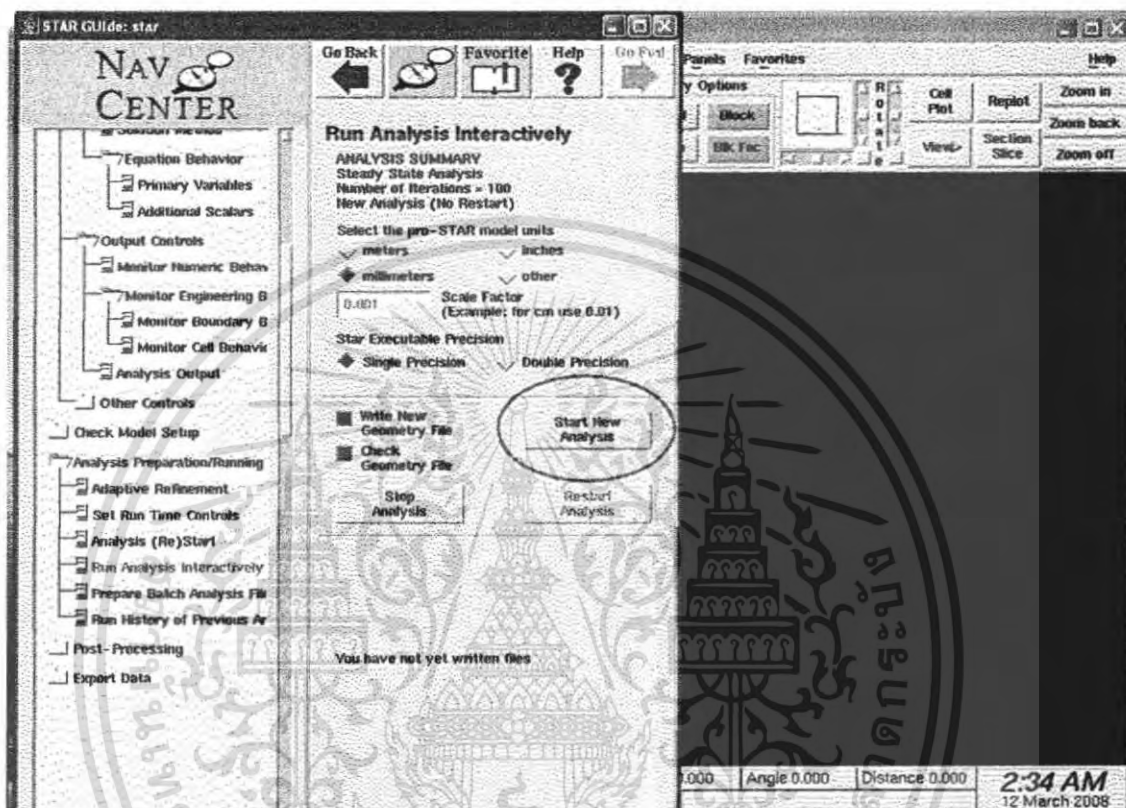 STAR GUIde: star
NAV CENTER
Solution Method
Equation Behavior
Primary Variables
Additional Scalars
Output Controls
Monitor Numeric Behav
Monitor Engineering B
Monitor Boundary B
Monitor Cell Behavio
Analysis Output
Other Controls
Check Model Setup
Analysis Preparation/Running
Adaptive Refinement
Set Run Time Controls
Analysis (Re)Start
Run Analysis Interactively
Prepare Batch Analysis File
Run History of Previous An
Post-Processing
Export Data
Go Back
Favorite
Help
Run Analysis Interactively
ANALYSIS SUMMARY
Steady State Analysis
Number of Iterations = 100
New Analysis (No Restart)
Select the pro-STAR model units
meters inches
millimeters other
0.001 Scale Factor
(Example: for cm use 0.01)
Star Executable Precision
Single Precision Double Precision
Write New
Geometry File
Check
Geometry File
Start New
Analysis
Stop
Analysis
Restart
Analysis
You have not yet written files
Panels Favorites Help
y Options
Block
Blk Fac
Rotate
Cell
Plot
Replot
Zoom in
View>
Section
Slice
Zoom back
Zoom off
1.000 Angle 0.000 Distance 0.000
2:34 AM
12 March 2008